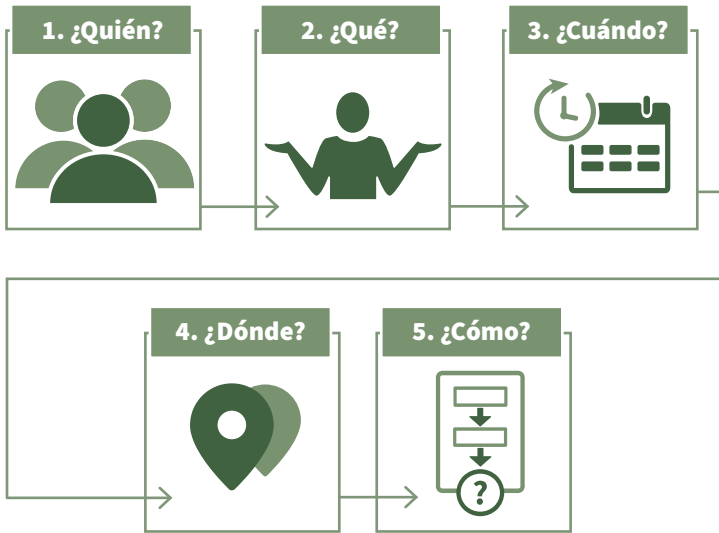 1. ¿Quién?
2. ¿Qué?
3. ¿Cuándo?
4. ¿Dónde?
5. ¿Cómo?
?